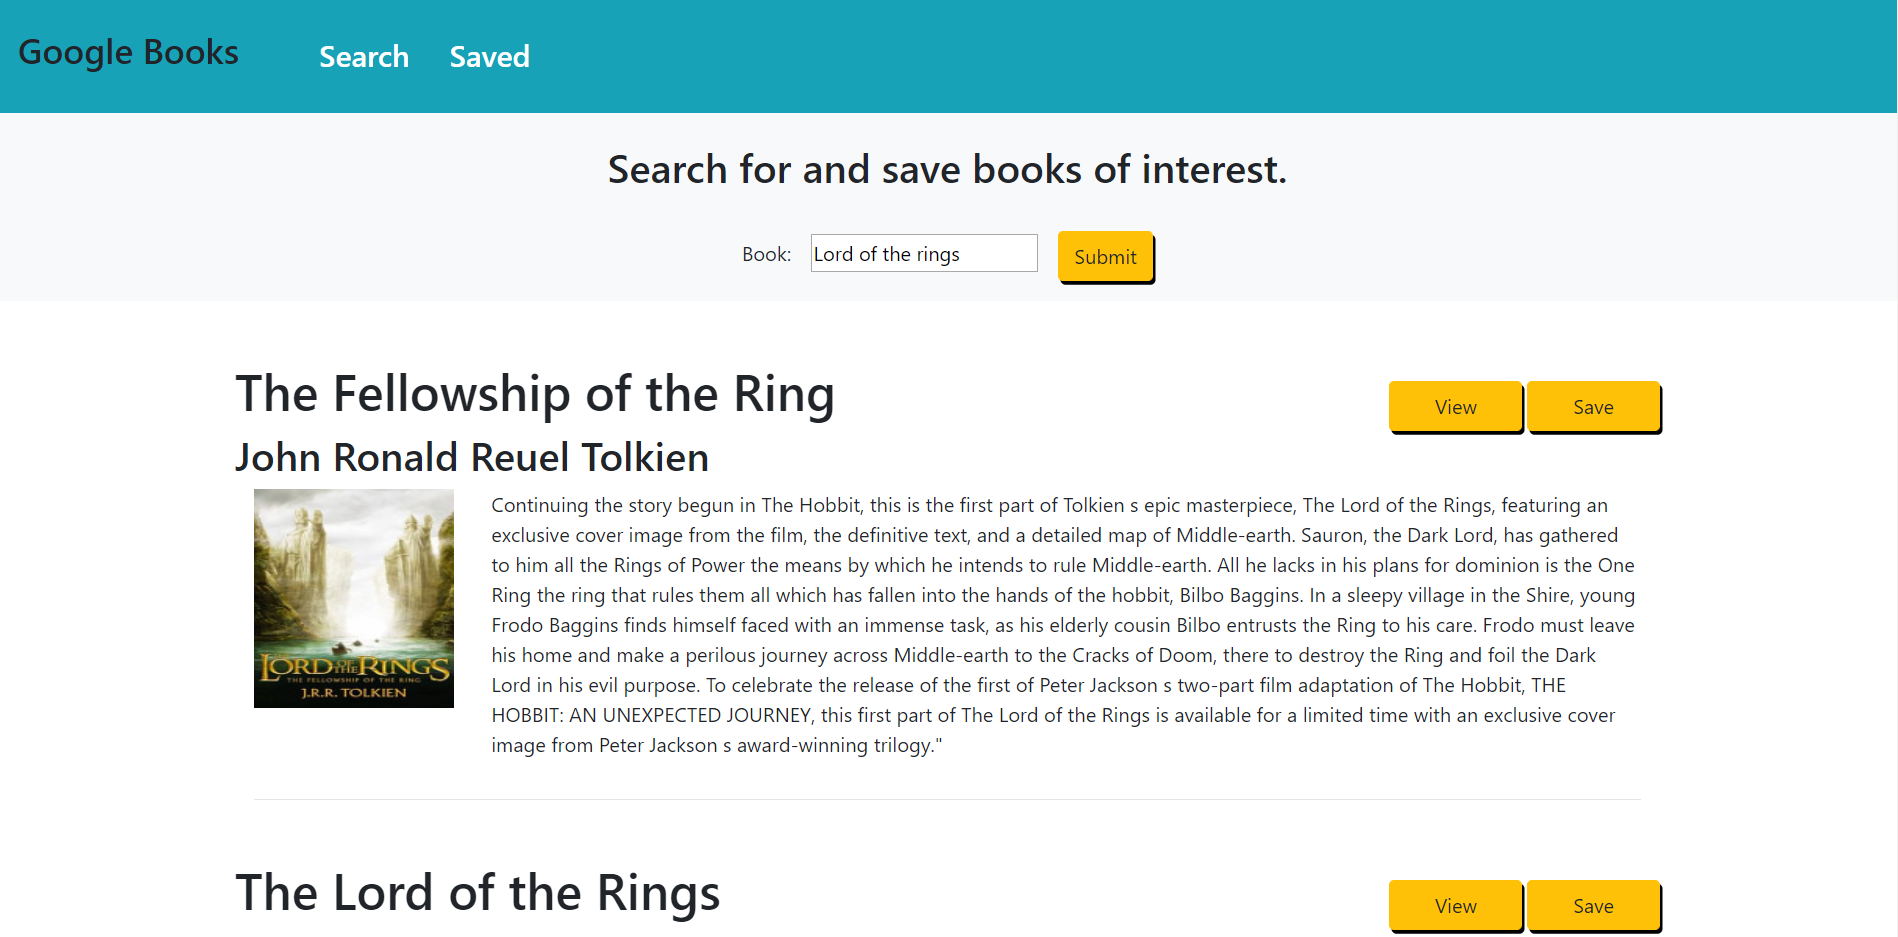 Google Books Search Saved
Search for and save books of interest.
Book: Lord of the rings Submit
The Fellowship of the Ring View Save
John Ronald Reuel Tolkien
Continuing the story begun in The Hobbit, this is the first part of Tolkien s epic masterpiece, The Lord of the Rings, featuring an
exclusive cover image from the film, the definitive text, and a detailed map of Middle-earth. Sauron, the Dark Lord, has gathered
to him all the Rings of Power the means by which he intends to rule Middle-earth. All he lacks in his plans for dominion is the One
Ring the ring that rules them all which has fallen into the hands of the hobbit, Bilbo Baggins. In a sleepy village in the Shire, young
Frodo Baggins finds himself faced with an immense task, as his elderly cousin Bilbo entrusts the Ring to his care. Frodo must leave
his home and make a perilous journey across Middle-earth to the Cracks of Doom, there to destroy the Ring and foil the Dark
Lord in his evil purpose. To celebrate the release of the first of Peter Jackson s two-part film adaptation of The Hobbit, THE
HOBBIT: AN UNEXPECTED JOURNEY, this first part of The Lord of the Rings is available for a limited time with an exclusive cover
image from Peter Jackson s award-winning trilogy."
LORD OF THE RINGS
THE FELLOWSHIP OF THE RING
J.R.R. TOLKIEN
The Lord of the Rings View Save